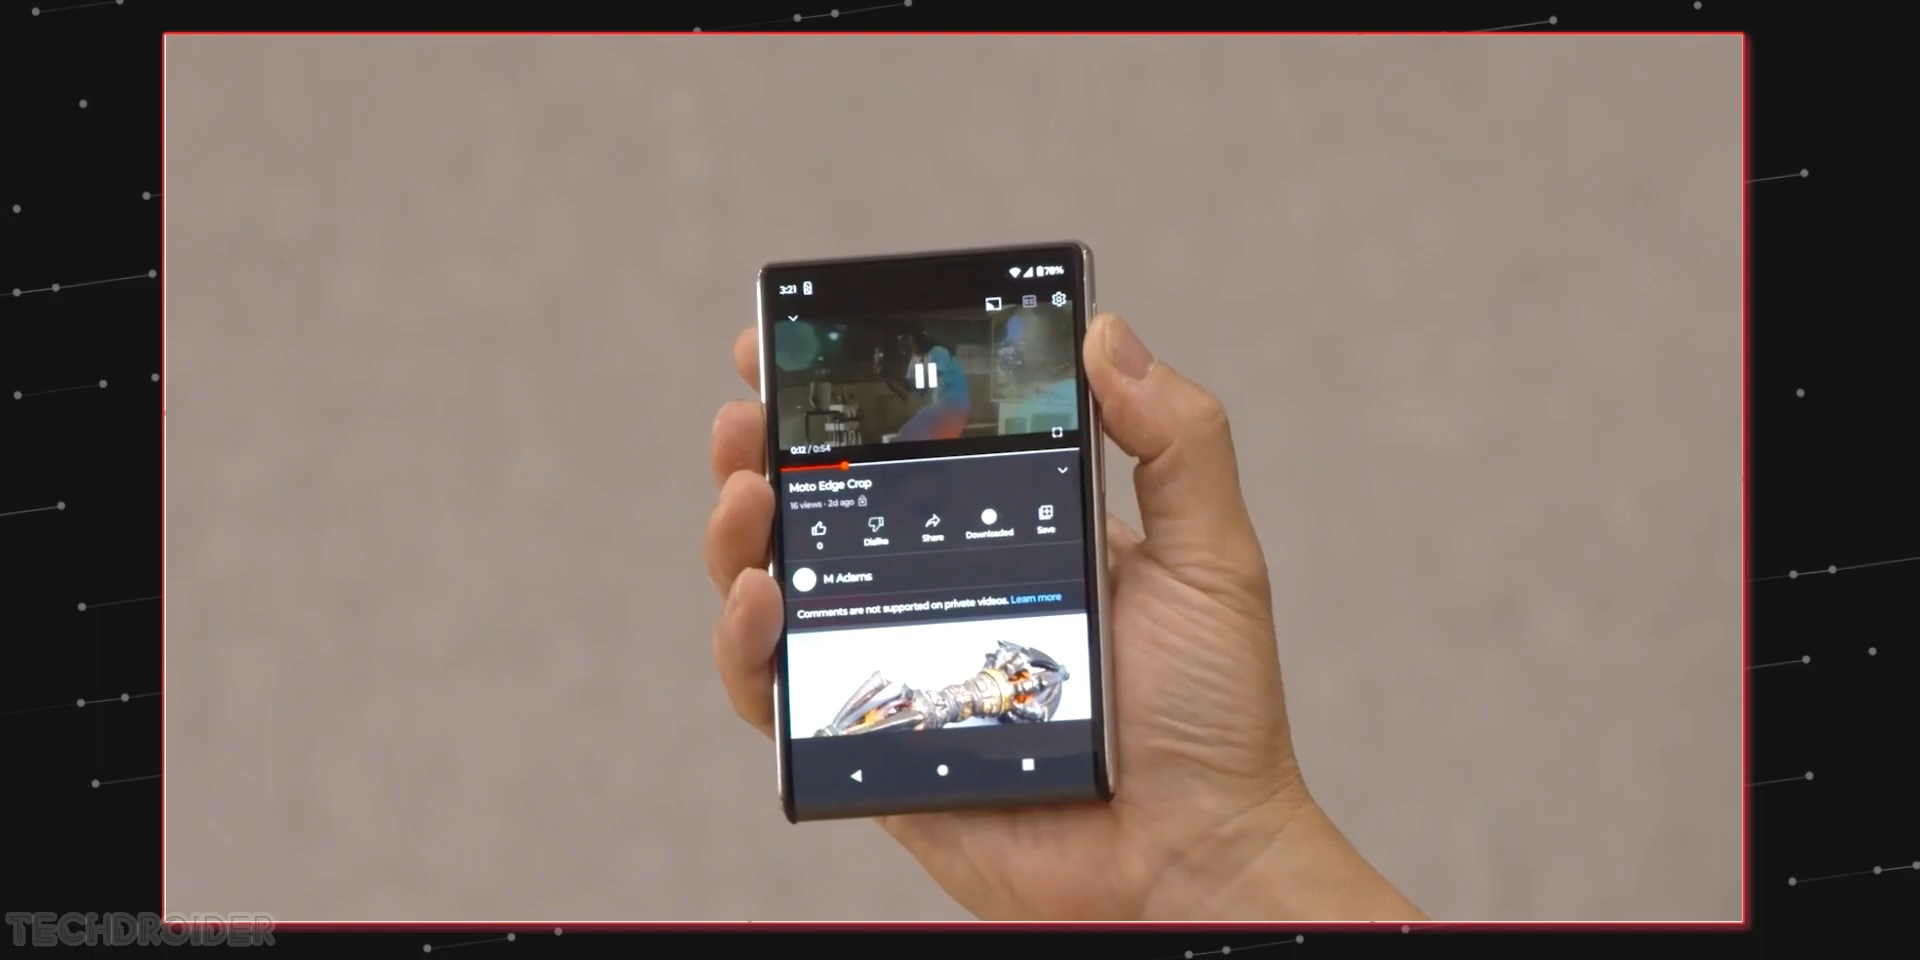 3:21
78%
0:12 / 0:54
Moto Edge Crop
16 views · 2d ago
0
Dislike
Share
Downloaded
Save
M Adams
Comments are not supported on private videos. Learn more
TECHDROIDER